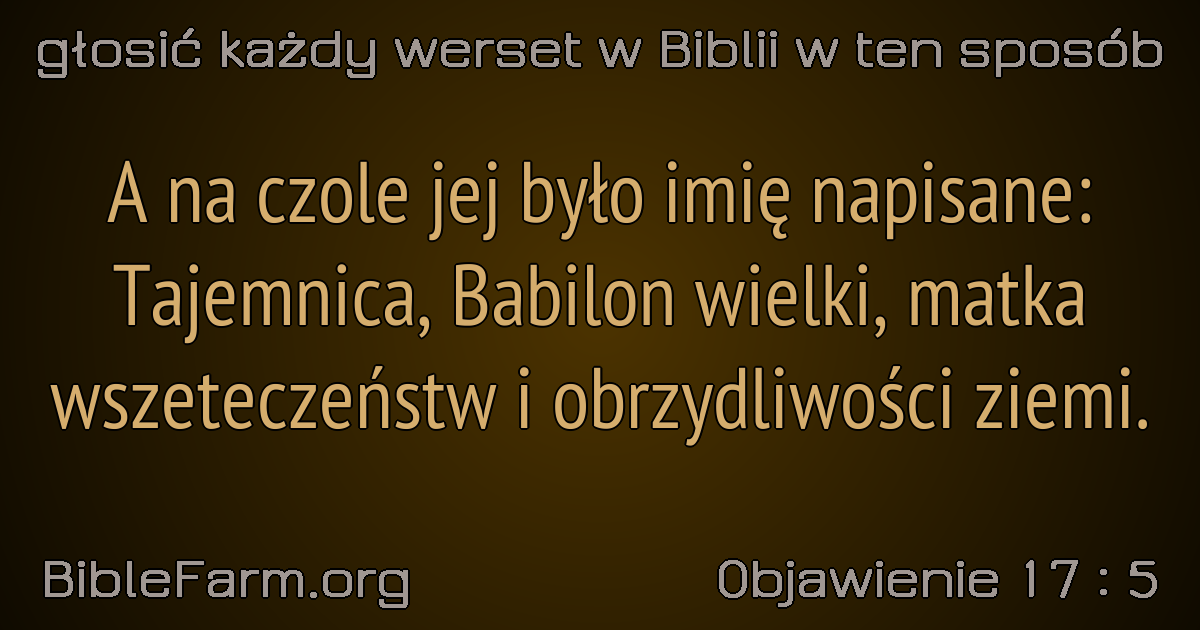 głosić każdy werset w Biblii w ten sposób
A na czole jej było imię napisane:
Tajemnica, Babilon wielki, matka
wszeteczeństw i obrzydliwości ziemi.
BibleFarm.org
Objawienie 17 : 5